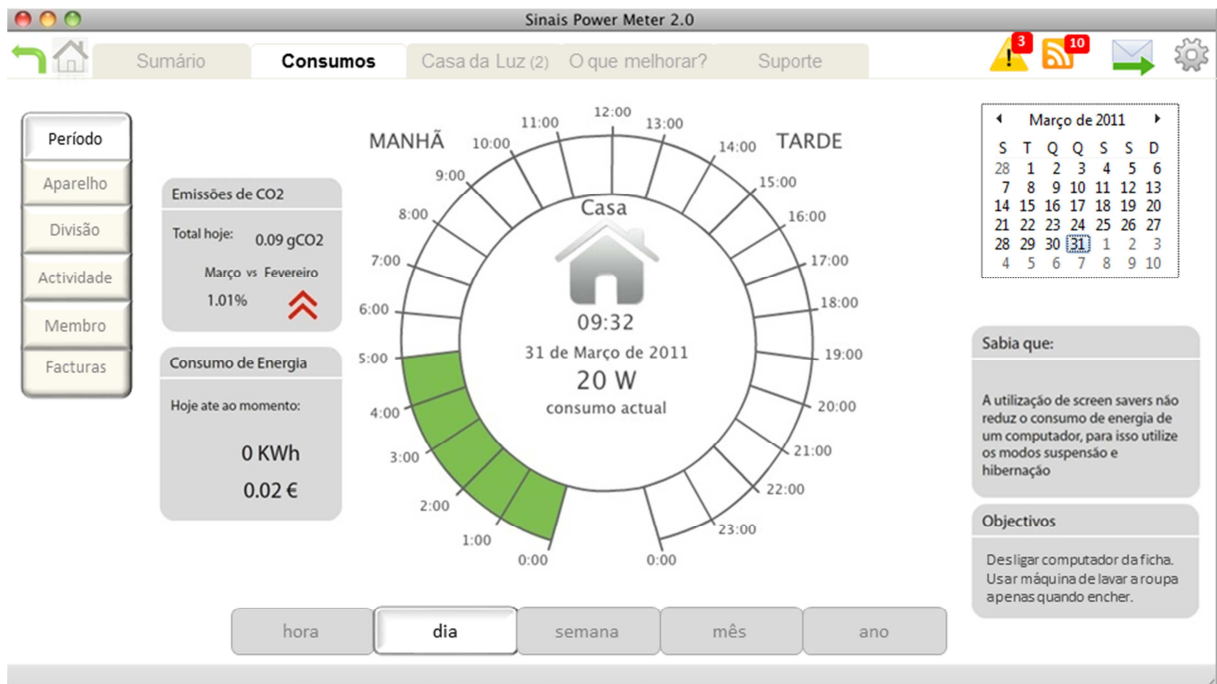 Sinais Power Meter 2.0
Sumário
Consumos
Casa da Luz (2)
O que melhorar?
Suporte
3
10
Período
Aparelho
Divisão
Actividade
Membro
Facturas
Emissões de CO2
Total hoje: 0.09 gCO2
Março vs Fevereiro
1.01%
Consumo de Energia
Hoje ate ao momento:
0 KWh
0.02 €
MANHÃ
TARDE
0:00
1:00
2:00
3:00
4:00
5:00
6:00
7:00
8:00
9:00
10:00
11:00
12:00
13:00
14:00
15:00
16:00
17:00
18:00
19:00
20:00
21:00
22:00
23:00
0:00
Casa
09:32
31 de Março de 2011
20 W
consumo actual
Março de 2011
S T Q Q S S D
28 1 2 3 4 5 6
7 8 9 10 11 12 13
14 15 16 17 18 19 20
21 22 23 24 25 26 27
28 29 30 31 1 2 3
4 5 6 7 8 9 10
Sabia que:
A utilização de screen savers não
reduz o consumo de energia de
um computador, para isso utilize
os modos suspensão e
hibernação
Objectivos
Desligar computador da ficha.
Usar máquina de lavar a roupa
apenas quando encher.
hora
dia
semana
mês
ano